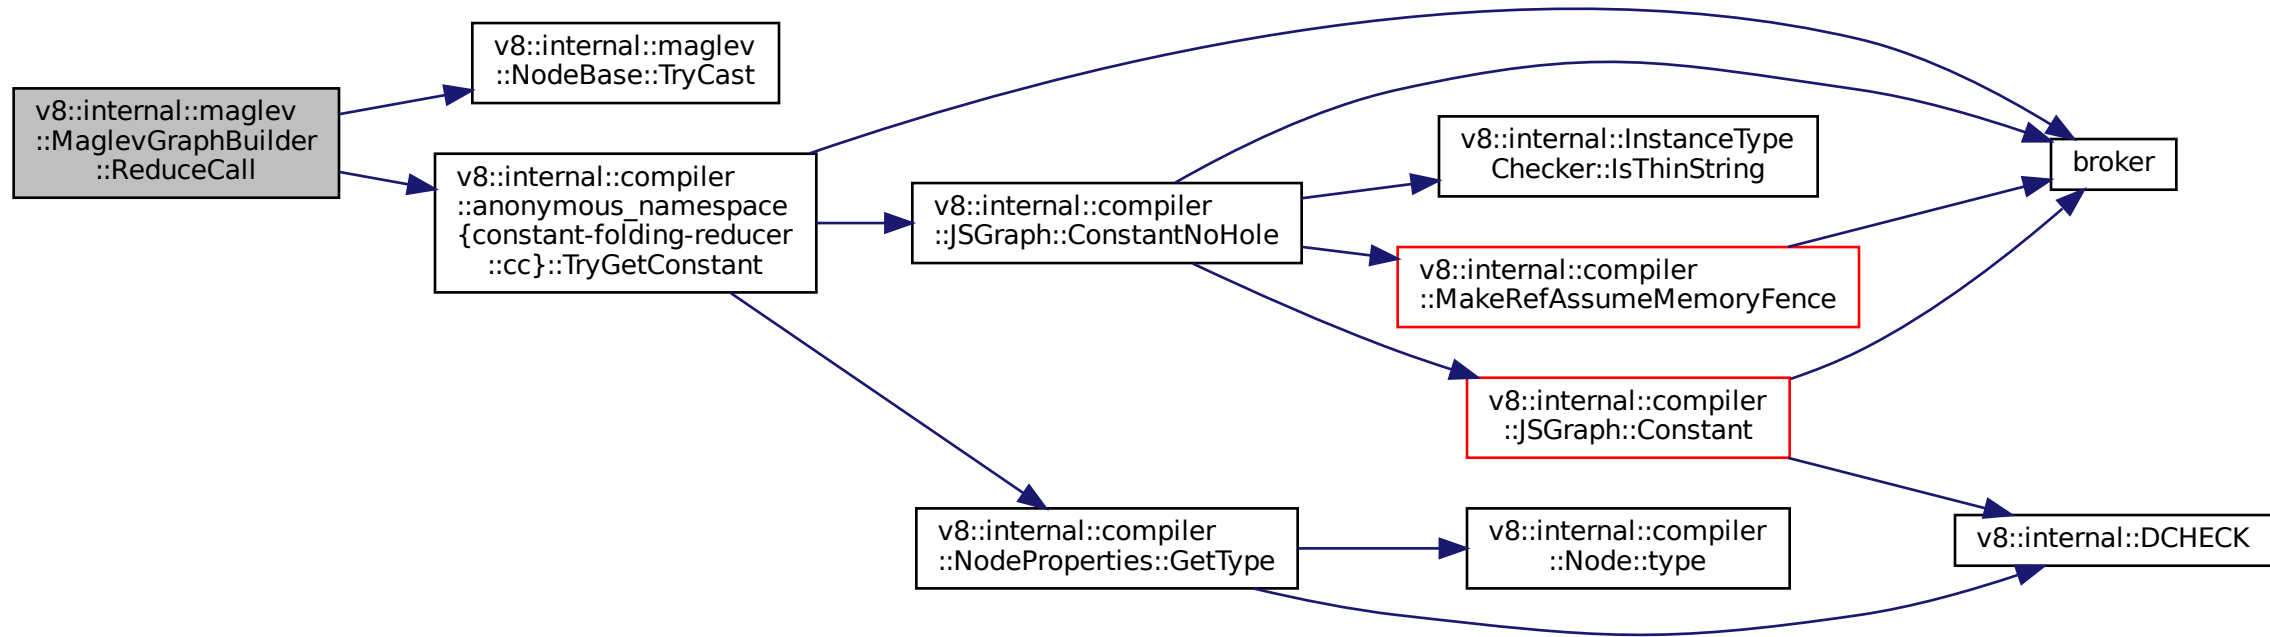 v8::internal::maglev
::MaglevGraphBuilder
::ReduceCall
v8::internal::maglev
::NodeBase::TryCast
v8::internal::compiler
::anonymous_namespace
{constant-folding-reducer
::cc}::TryGetConstant
v8::internal::compiler
::JSGraph::ConstantNoHole
v8::internal::InstanceType
Checker::IsThinString
v8::internal::compiler
::MakeRefAssumeMemoryFence
v8::internal::compiler
::JSGraph::Constant
broker
v8::internal::compiler
::NodeProperties::GetType
v8::internal::compiler
::Node::type
v8::internal::DCHECK